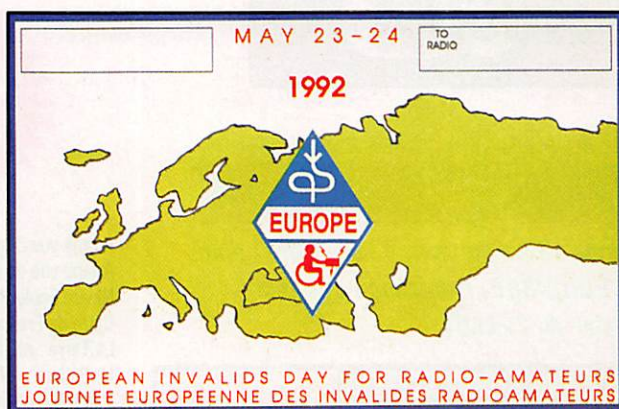 MAY 23-24
TO
RADIO
1992
EUROPE
EUROPEAN INVALIDS DAY FOR RADIO-AMATEURS
JOURNEE EUROPEENNE DES INVALIDES RADIOAMATEURS